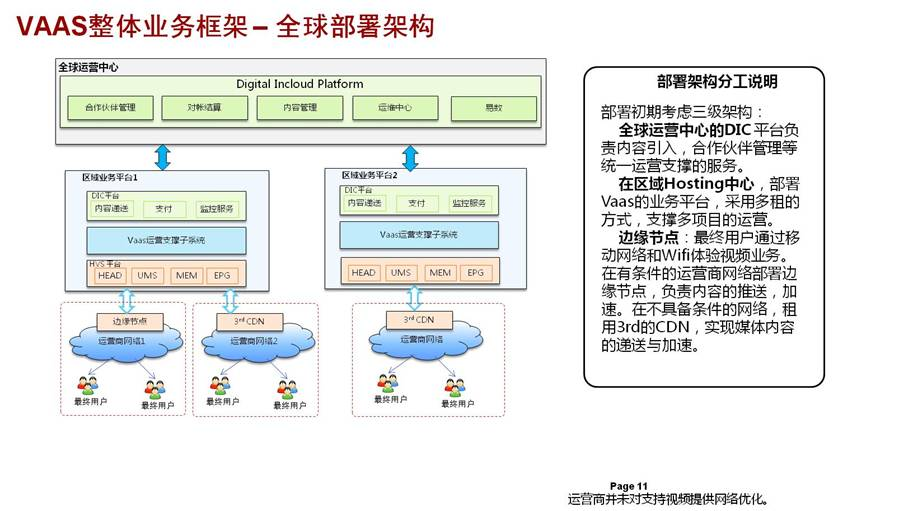 VAAS整体业务框架 – 全球部署架构
全球运营中心
Digital Incloud Platform
合作伙伴管理
对帐结算
内容管理
运维中心
易数
区域业务平台1
DIC平台
内容递送
支付
监控服务
Vaas运营支撑子系统
HVS 平台
HEAD
UMS
MEM
EPG
区域业务平台2
DIC平台
内容递送
支付
监控服务
Vaas运营支撑子系统
HEAD
UMS
MEM
EPG
边缘节点
运营商网络1
最终用户
最终用户
3rd CDN
运营商网络2
最终用户
最终用户
3rd CDN
运营商网络
最终用户
最终用户
部署架构分工说明
部署初期考虑三级架构：
全球运营中心的DIC 平台负
责内容引入，合作伙伴管理等
统一运营支撑的服务。
在区域Hosting中心，部署
Vaas的业务平台，采用多租的
方式，支撑多项目的运营。
边缘节点：最终用户通过移
动网络和Wifi体验视频业务。
在有条件的运营商网络部署边
缘节点，负责内容的推送，加
速。在不具备条件的网络，租
用3rd的CDN，实现媒体内容
的递送与加速。
Page 11
运营商并未对支持视频提供网络优化。